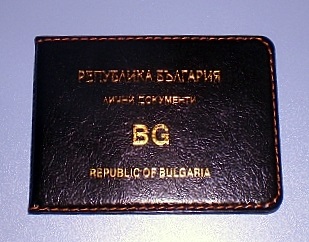 РЕПУБЛИКА БЪЛГАРИЯ
ЛИЧНИ ДОКУМЕНТИ
BG
REPUBLIC OF BULGARIA